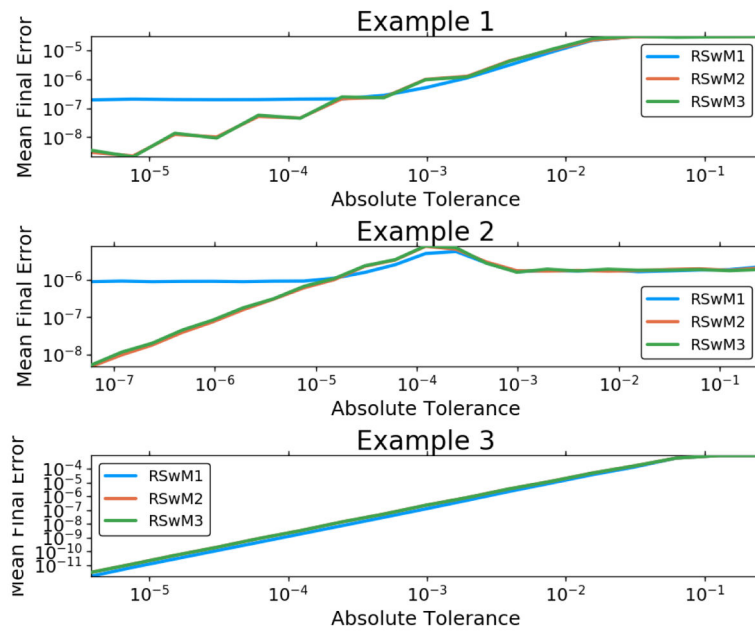 Example 1
Mean Final Error
10⁻⁵
10⁻⁶
10⁻⁷
10⁻⁸
RSwM1
RSwM2
RSwM3
10⁻⁵ 10⁻⁴ 10⁻³ 10⁻² 10⁻¹
Absolute Tolerance
Example 2
Mean Final Error
10⁻⁶
10⁻⁷
10⁻⁸
RSwM1
RSwM2
RSwM3
10⁻⁷ 10⁻⁶ 10⁻⁵ 10⁻⁴ 10⁻³ 10⁻² 10⁻¹
Absolute Tolerance
Example 3
Mean Final Error
10⁻⁴
10⁻⁵
10⁻⁶
10⁻⁷
10⁻⁸
10⁻⁹
10⁻¹⁰
10⁻¹¹
RSwM1
RSwM2
RSwM3
10⁻⁵ 10⁻⁴ 10⁻³ 10⁻² 10⁻¹
Absolute Tolerance